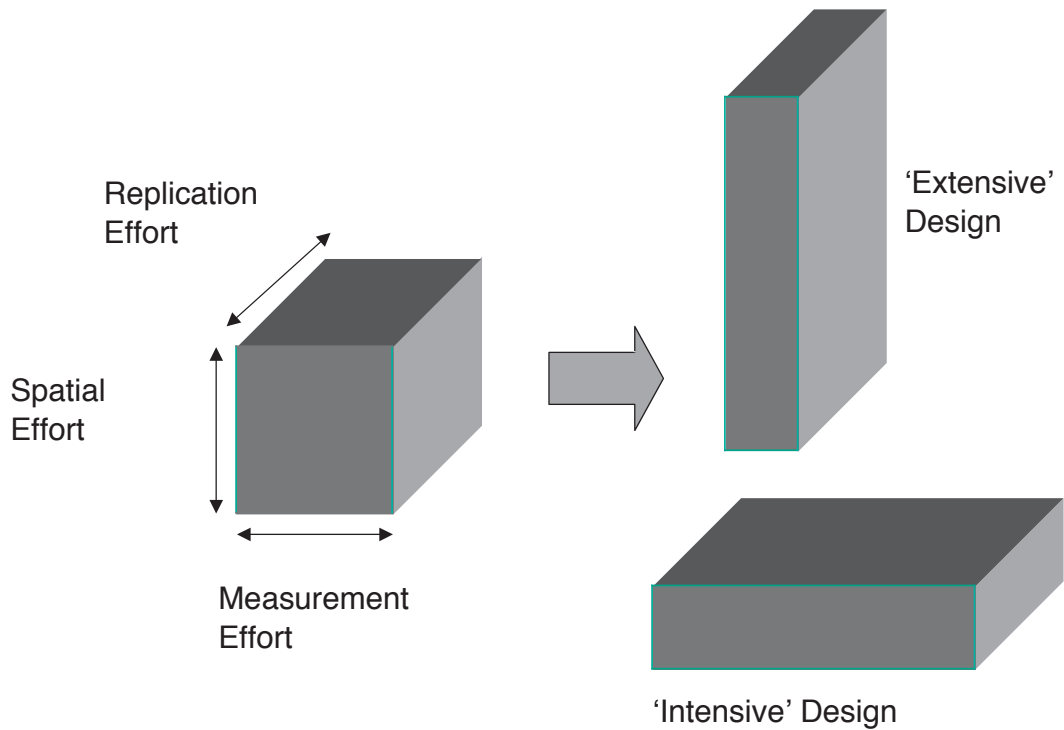 Replication
Effort
Spatial
Effort
Measurement
Effort
‘Extensive’
Design
‘Intensive’ Design